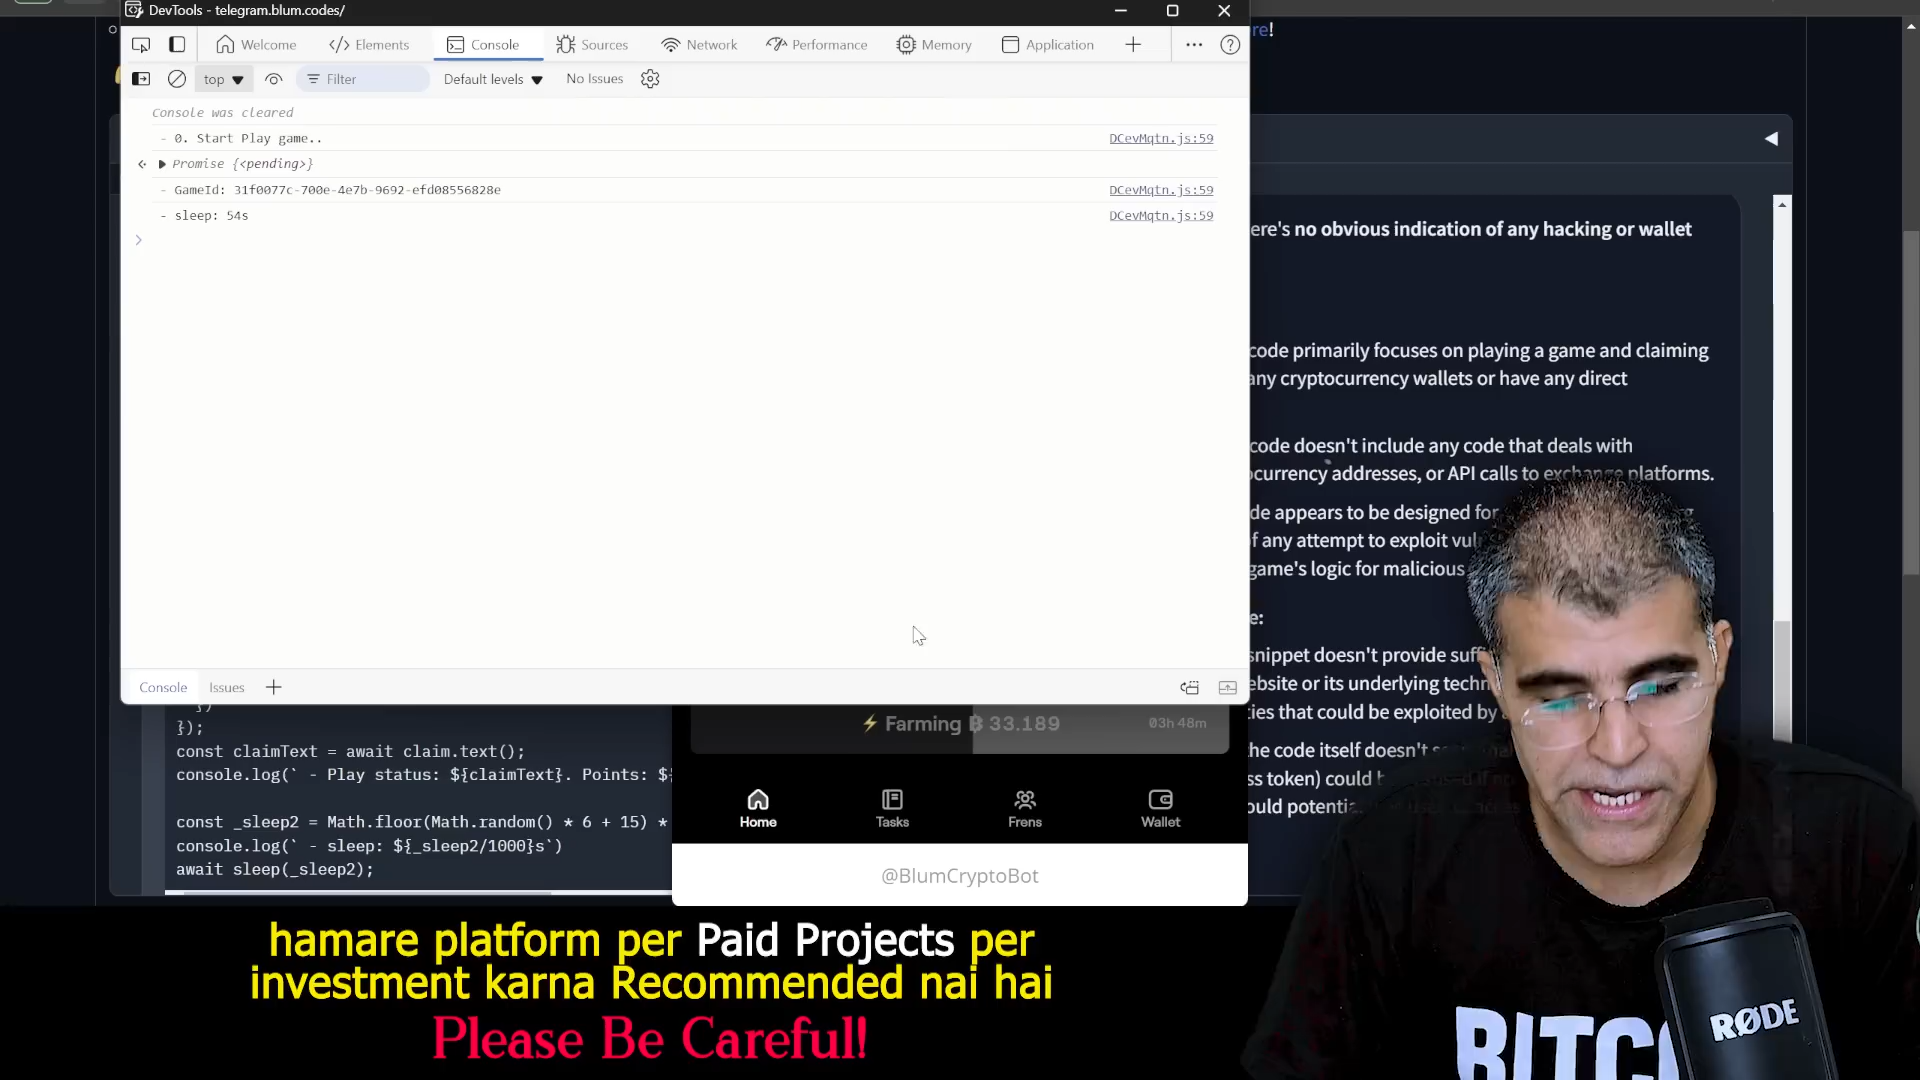 DevTools - telegram.blum.codes/
re!
Welcome
</> Elements
Console
Sources
Network
Performance
Memory
Application
top
Filter
Default levels
No Issues
Console was cleared
- 0. Start Play game.. DCevMqtn.js:59
Promise {<pending>}
- GameId: 31f0077c-700e-4e7b-9692-efd08556828e DCevMqtn.js:59
- sleep: 54s DCevMqtn.js:59
Console
Issues
ere's no obvious indication of any hacking or wallet
code primarily focuses on playing a game and claiming
any cryptocurrency wallets or have any direct
code doesn't include any code that deals with
ocurrency addresses, or API calls to exchange platforms.
de appears to be designed for
of any attempt to exploit
game's logic for malicious
e:
snippet doesn't provide
ebsite or its underlying
ties that could be exploited by
the code itself doesn't
ss token) could
ould
})
});
const claimText = await claim.text();
console.log(` - Play status: ${claimText}. Points: $
const _sleep2 = Math.floor(Math.random() * 6 + 15) *
console.log(` - sleep: ${_sleep2/1000}s`)
await sleep(_sleep2);
Farming 33.189 03h 48m
Home
Tasks
Frens
Wallet
@BlumCryptoBot
hamare platform per Paid Projects per
investment karna Recommended nai hai
Please Be Careful!
BITC
RØDE